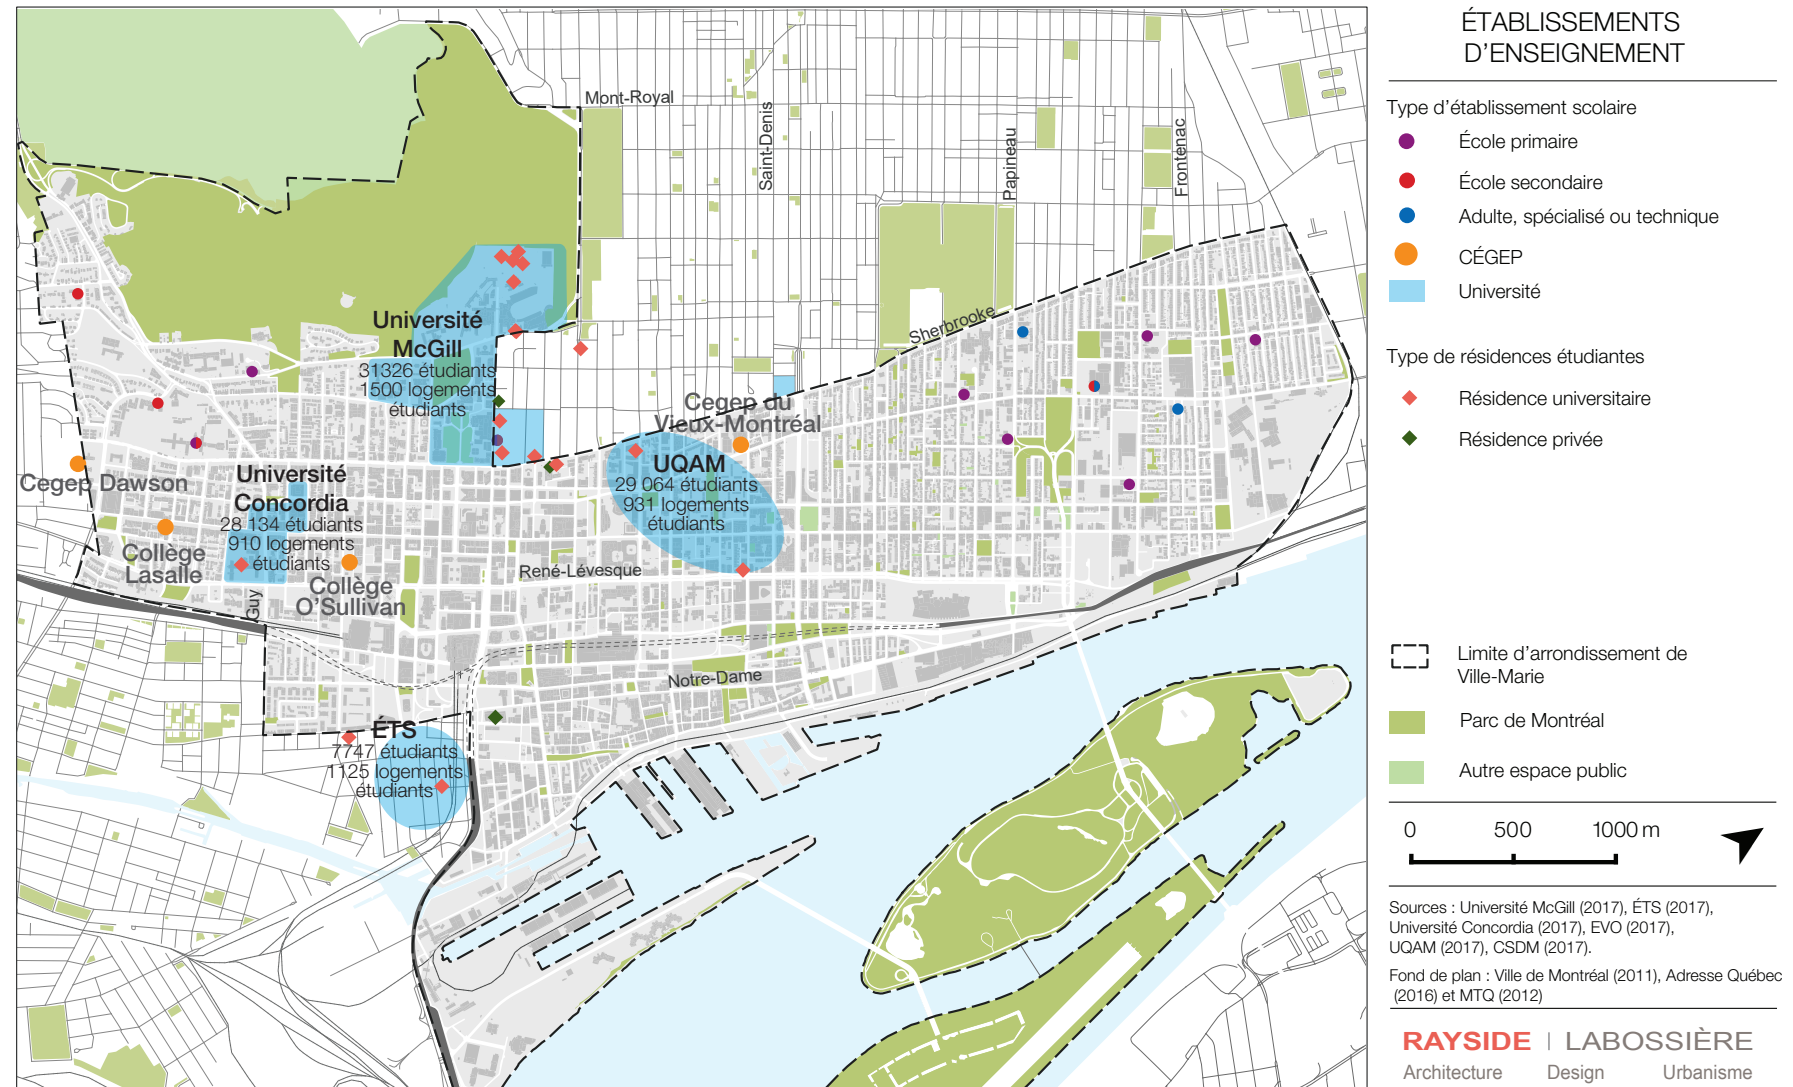 Mont-Royal
Saint-Denis
Papineau
Frontenac
Sherbrooke
Université
McGill
31326 étudiants
1500 logements
étudiants
Cegep du
Vieux-Montréal
UQAM
29 064 étudiants
931 logements
étudiants
Cegep Dawson
Université
Concordia
28 134 étudiants
910 logements
étudiants
Collège
Lasalle
Collège
O'Sullivan
Guy
René-Lévesque
Notre-Dame
ÉTS
7747 étudiants
1125 logements
étudiants
ÉTABLISSEMENTS
D'ENSEIGNEMENT
Type d'établissement scolaire
École primaire
École secondaire
Adulte, spécialisé ou technique
CÉGEP
Université
Type de résidences étudiantes
Résidence universitaire
Résidence privée
Limite d'arrondissement de
Ville-Marie
Parc de Montréal
Autre espace public
0 500 1000 m
Sources : Université McGill (2017), ÉTS (2017),
Université Concordia (2017), EVO (2017),
UQAM (2017), CSDM (2017).
Fond de plan : Ville de Montréal (2011), Adresse Québec
(2016) et MTQ (2012)
RAYSIDE | LABOSSIÈRE
Architecture Design Urbanisme